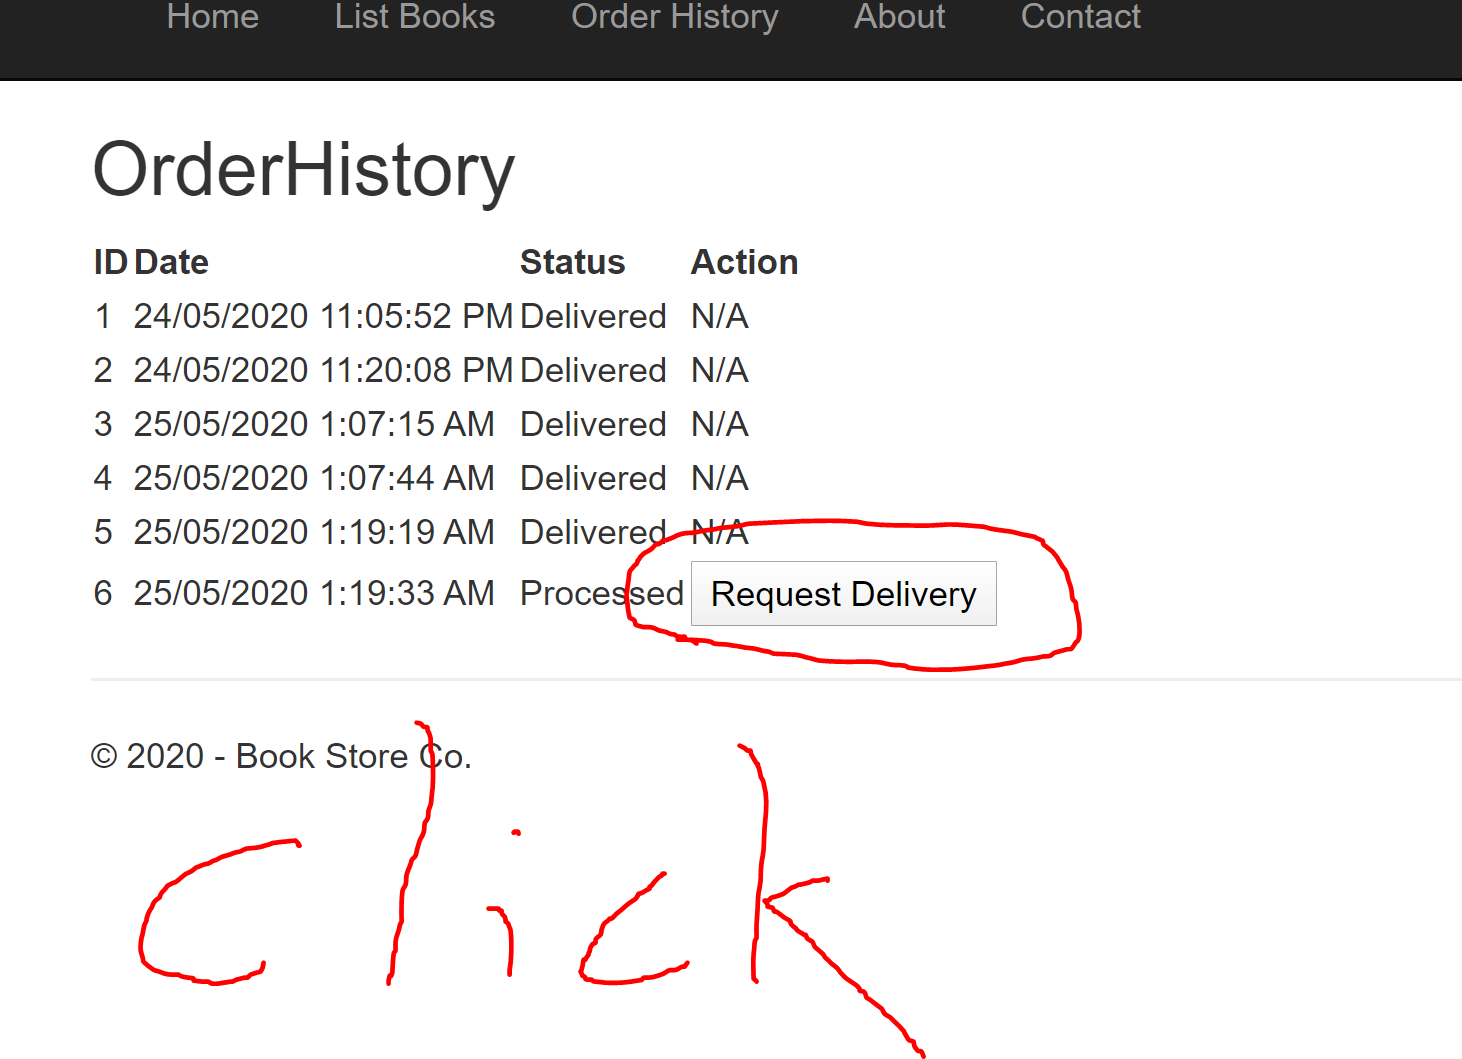 Home List Books Order History About Contact
OrderHistory
ID Date Status Action
1 24/05/2020 11:05:52 PM Delivered N/A
2 24/05/2020 11:20:08 PM Delivered N/A
3 25/05/2020 1:07:15 AM Delivered N/A
4 25/05/2020 1:07:44 AM Delivered N/A
5 25/05/2020 1:19:19 AM Delivered N/A
6 25/05/2020 1:19:33 AM Processed Request Delivery
© 2020 - Book Store Co.
click